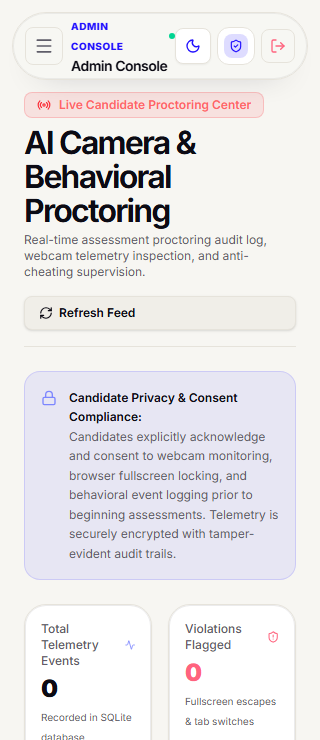 ADMIN
CONSOLE
Admin Console
Live Candidate Proctoring Center
AI Camera &
Behavioral
Proctoring
Real-time assessment proctoring audit log,
webcam telemetry inspection, and anti-
cheating supervision.
Refresh Feed
Candidate Privacy & Consent
Compliance:
Candidates explicitly acknowledge
and consent to webcam monitoring,
browser fullscreen locking, and
behavioral event logging prior to
beginning assessments. Telemetry is
securely encrypted with tamper-
evident audit trails.
Total
Telemetry
Events
0
Recorded in SQLite
database
Violations
Flagged
0
Fullscreen escapes
& tab switches